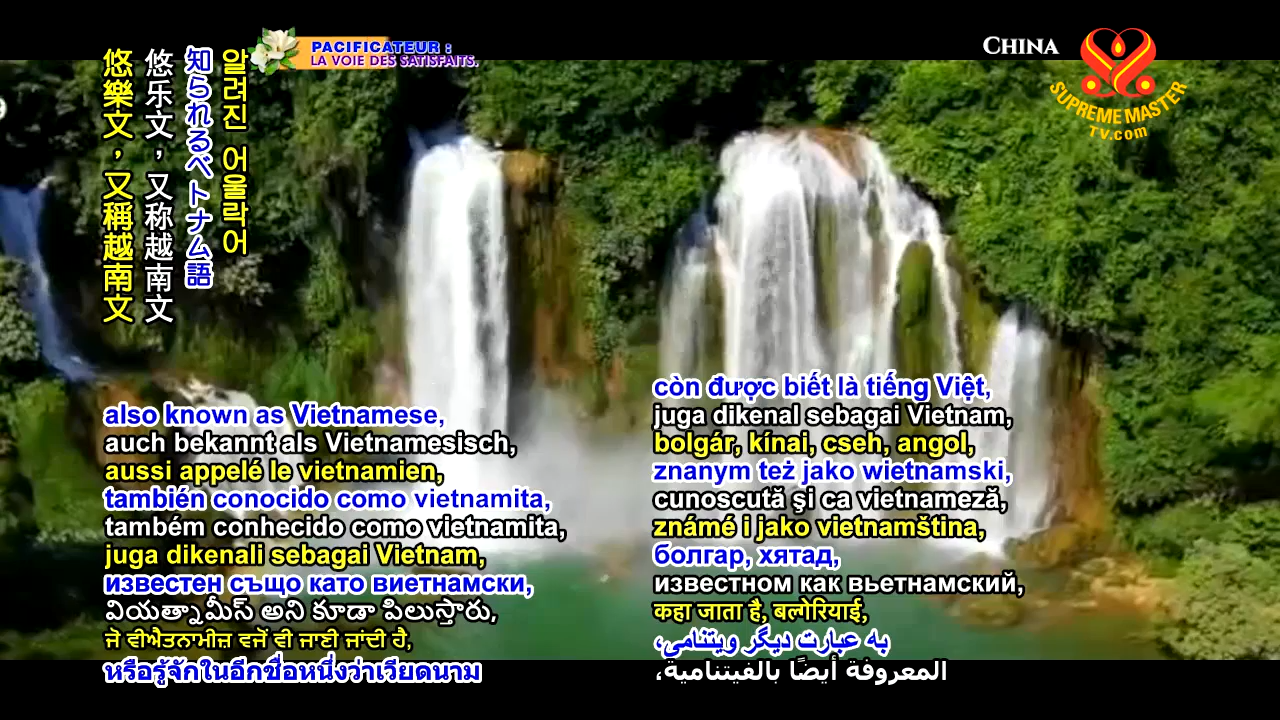 PACIFICATEUR :
LA VOIE DES SATISFAITS.
CHINA
SUPREME MASTER
TV.com
알려진 어울락어
知られるベトナム語
悠乐文，又称越南文
悠樂文，又稱越南文
also known as Vietnamese,
auch bekannt als Vietnamesisch,
aussi appelé le vietnamien,
también conocido como vietnamita,
também conhecido como vietnamita,
juga dikenali sebagai Vietnam,
известен също като виетнамски,
వియత్నామీస్ అని కూడా పిలుస్తారు,
ਜੋ ਵੀਐਤਨਾਮੀਜ਼ ਵਜੋਂ ਵੀ ਜਾਣੀ ਜਾਂਦੀ ਹੈ,
หรือรู้จักในอีกชื่อหนึ่งว่าเวียดนาม
còn được biết là tiếng Việt,
juga dikenal sebagai Vietnam,
bolgár, kínai, cseh, angol,
znanym też jako wietnamski,
cunoscută şi ca vietnameză,
známé i jako vietnamština,
болгар, хятад,
известном как вьетнамский,
कहा जाता है, बल्गेरियाई,
به عبارت دیگر ویتنامی،
المعروفة أيضًا بالفيتنامية،